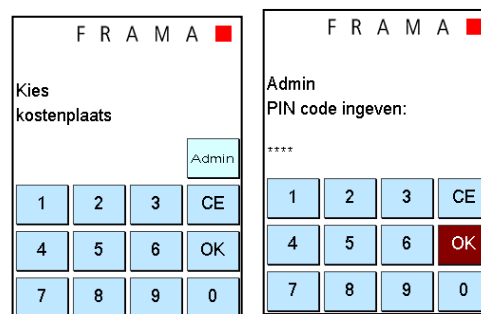 FRAMA
Kies
kostenplaats
Admin
1 2 3 CE
4 5 6 OK
7 8 9 0
FRAMA
Admin
PIN code ingeven:
****
1 2 3 CE
4 5 6 OK
7 8 9 0